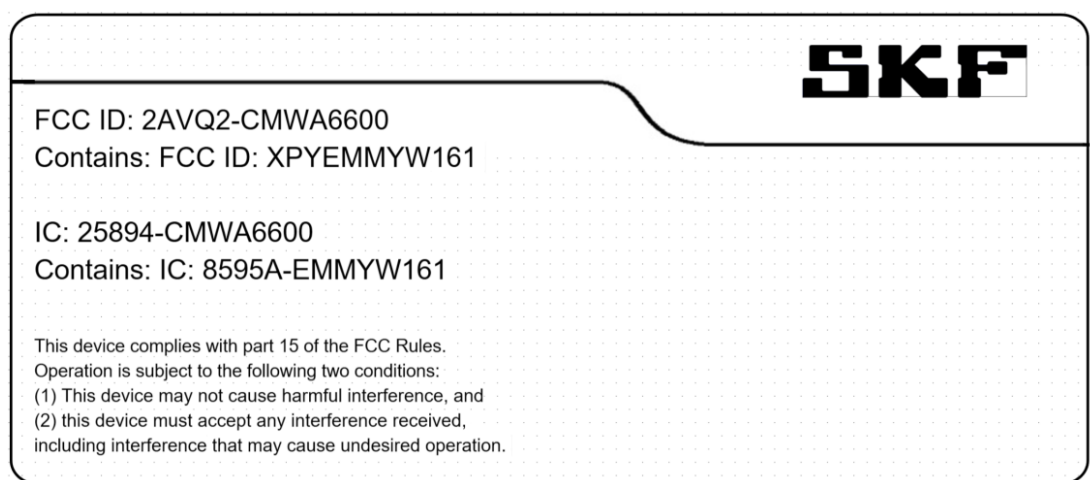 SKF
FCC ID: 2AVQ2-CMWA6600
Contains: FCC ID: XPYEMMYW161
IC: 25894-CMWA6600
Contains: IC: 8595A-EMMYW161
This device complies with part 15 of the FCC Rules.
Operation is subject to the following two conditions:
(1) This device may not cause harmful interference, and
(2) this device must accept any interference received,
including interference that may cause undesired operation.